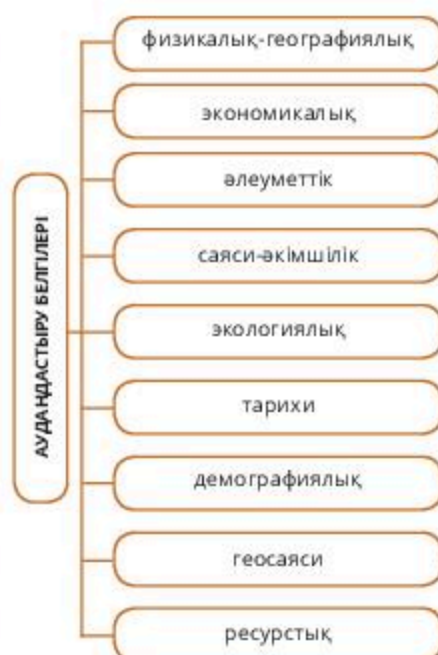 АУДАНДАСТЫРУ БЕЛГІЛЕРІ
физикалық-географиялық
экономикалық
әлеуметтік
саяси-әкімшілік
экологиялық
тарихи
демографиялық
геосаяси
ресурстық